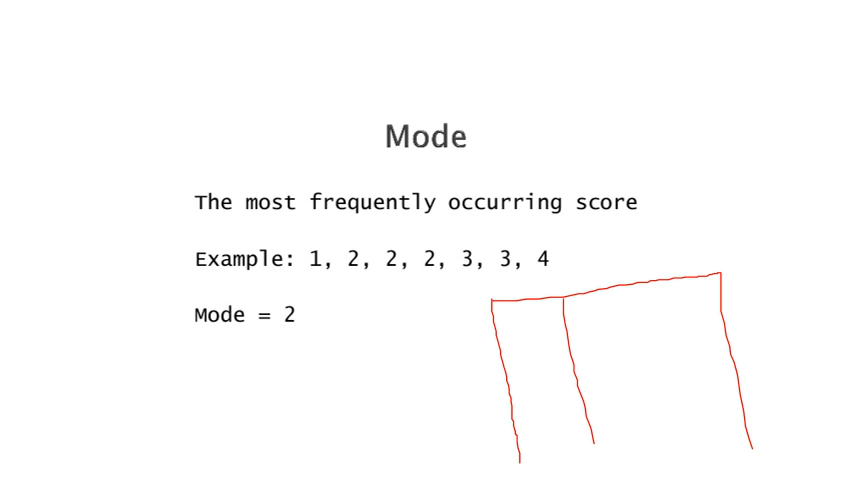 Mode
The most frequently occurring score
Example: 1, 2, 2, 2, 3, 3, 4
Mode = 2